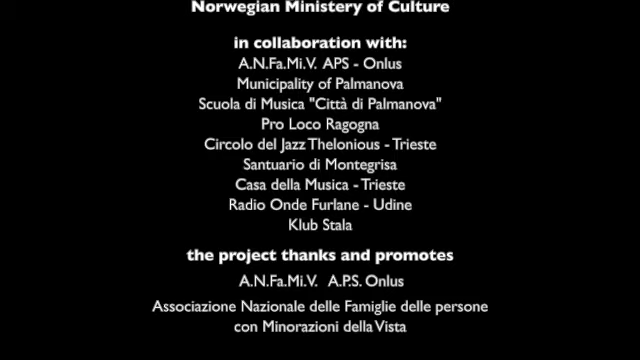 Norwegian Ministery of Culture
in collaboration with:
A.N.Fa.Mi.V. APS - Onlus
Municipality of Palmanova
Scuola di Musica "Città di Palmanova"
Pro Loco Ragogna
Circolo del Jazz Thelonious - Trieste
Santuario di Montegrisa
Casa della Musica - Trieste
Radio Onde Furlane - Udine
Klub Stala
the project thanks and promotes
A.N.Fa.Mi.V. A.P.S. Onlus
Associazione Nazionale delle Famiglie delle persone
con Minorazioni della Vista